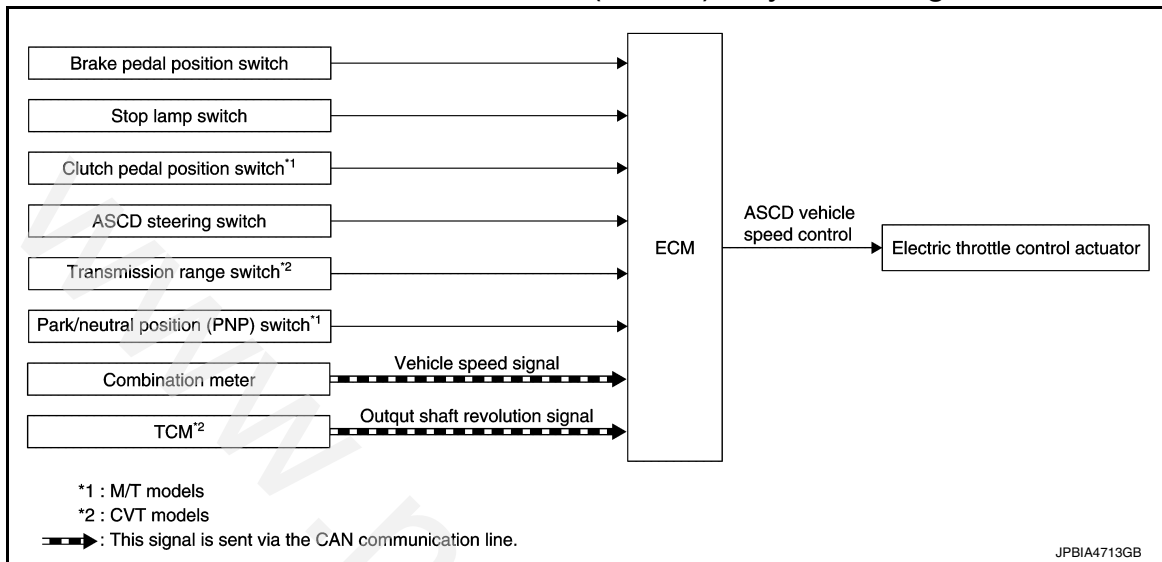 Brake pedal position switch
Stop lamp switch
Clutch pedal position switch*1
ASCD steering switch
Transmission range switch*2
Park/neutral position (PNP) switch*1
Combination meter
TCM*2
Vehicle speed signal
Outqut shaft revolution signal
ECM
ASCD vehicle
speed control
Electric throttle control actuator
*1 : M/T models
*2 : CVT models
: This signal is sent via the CAN communication line.
JPBIA4713GB